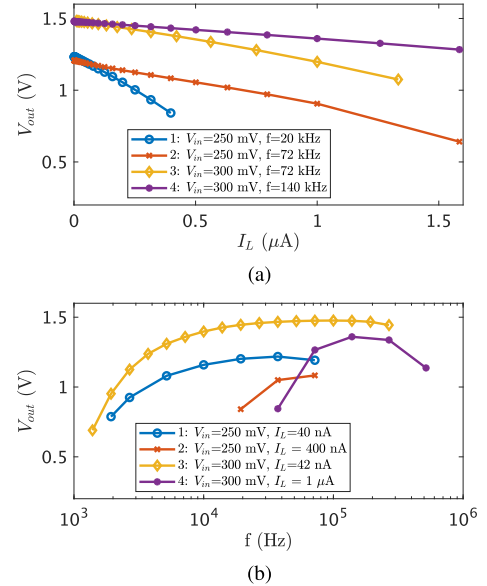 1.5
1
0.5
V_out (V)
1: V_in=250 mV, f=20 kHz
2: V_in=250 mV, f=72 kHz
3: V_in=300 mV, f=72 kHz
4: V_in=300 mV, f=140 kHz
0 0.5 1 1.5
I_L (μA)
(a)
1.5
1
0.5
V_out (V)
1: V_in=250 mV, I_L=40 nA
2: V_in=250 mV, I_L = 400 nA
3: V_in=300 mV, I_L=42 nA
4: V_in=300 mV, I_L = 1 μA
10^3 10^4 10^5 10^6
f (Hz)
(b)